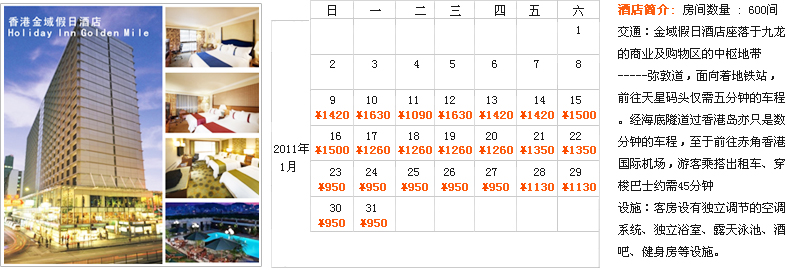 香港金域假日酒店
Holiday Inn Golden Mile
2011年
1月
日 一 二 三 四 五 六
1
2 3 4 5 6 7 8
9 10 11 12 13 14 15
¥1420 ¥1630 ¥1090 ¥1630 ¥1420 ¥1420 ¥1500
16 17 18 19 20 21 22
¥1500 ¥1260 ¥1260 ¥1260 ¥1260 ¥1350 ¥1350
23 24 25 26 27 28 29
¥950 ¥950 ¥950 ¥950 ¥950 ¥1130 ¥1130
30 31
¥950 ¥950
酒店简介: 房间数量 : 600间
交通：金域假日酒店座落于九龙
的商业及购物区的中枢地带
-----弥敦道，面向着地铁站，
前往天星码头仅需五分钟的车程
。经海底隧道过香港岛亦只是数
分钟的车程，至于前往赤角香港
国际机场，游客乘搭出租车、穿
梭巴士约需45分钟
设施：客房设有独立调节的空调
系统、独立浴室、露天泳池、酒
吧、健身房等设施。